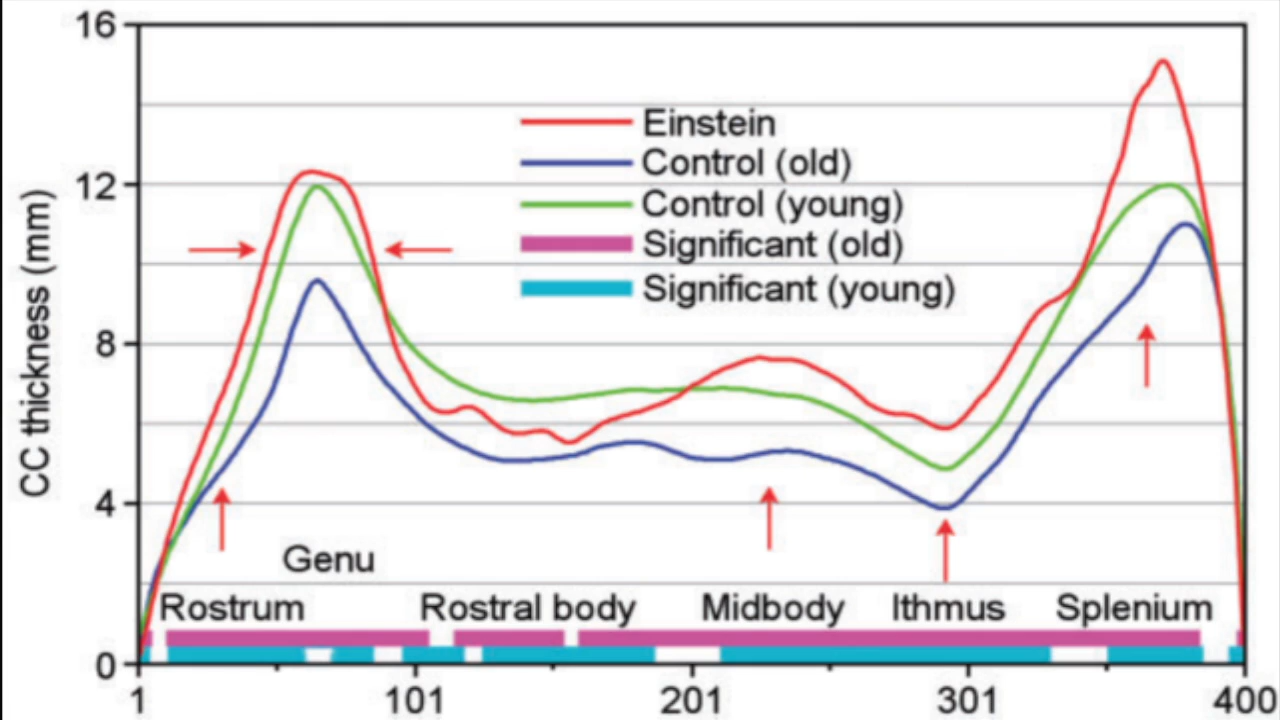 16
12
8
4
0
CC thickness (mm)
Einstein
Control (old)
Control (young)
Significant (old)
Significant (young)
Genu
Rostrum
Rostral body
Midbody
Ithmus
Splenium
1
101
201
301
400